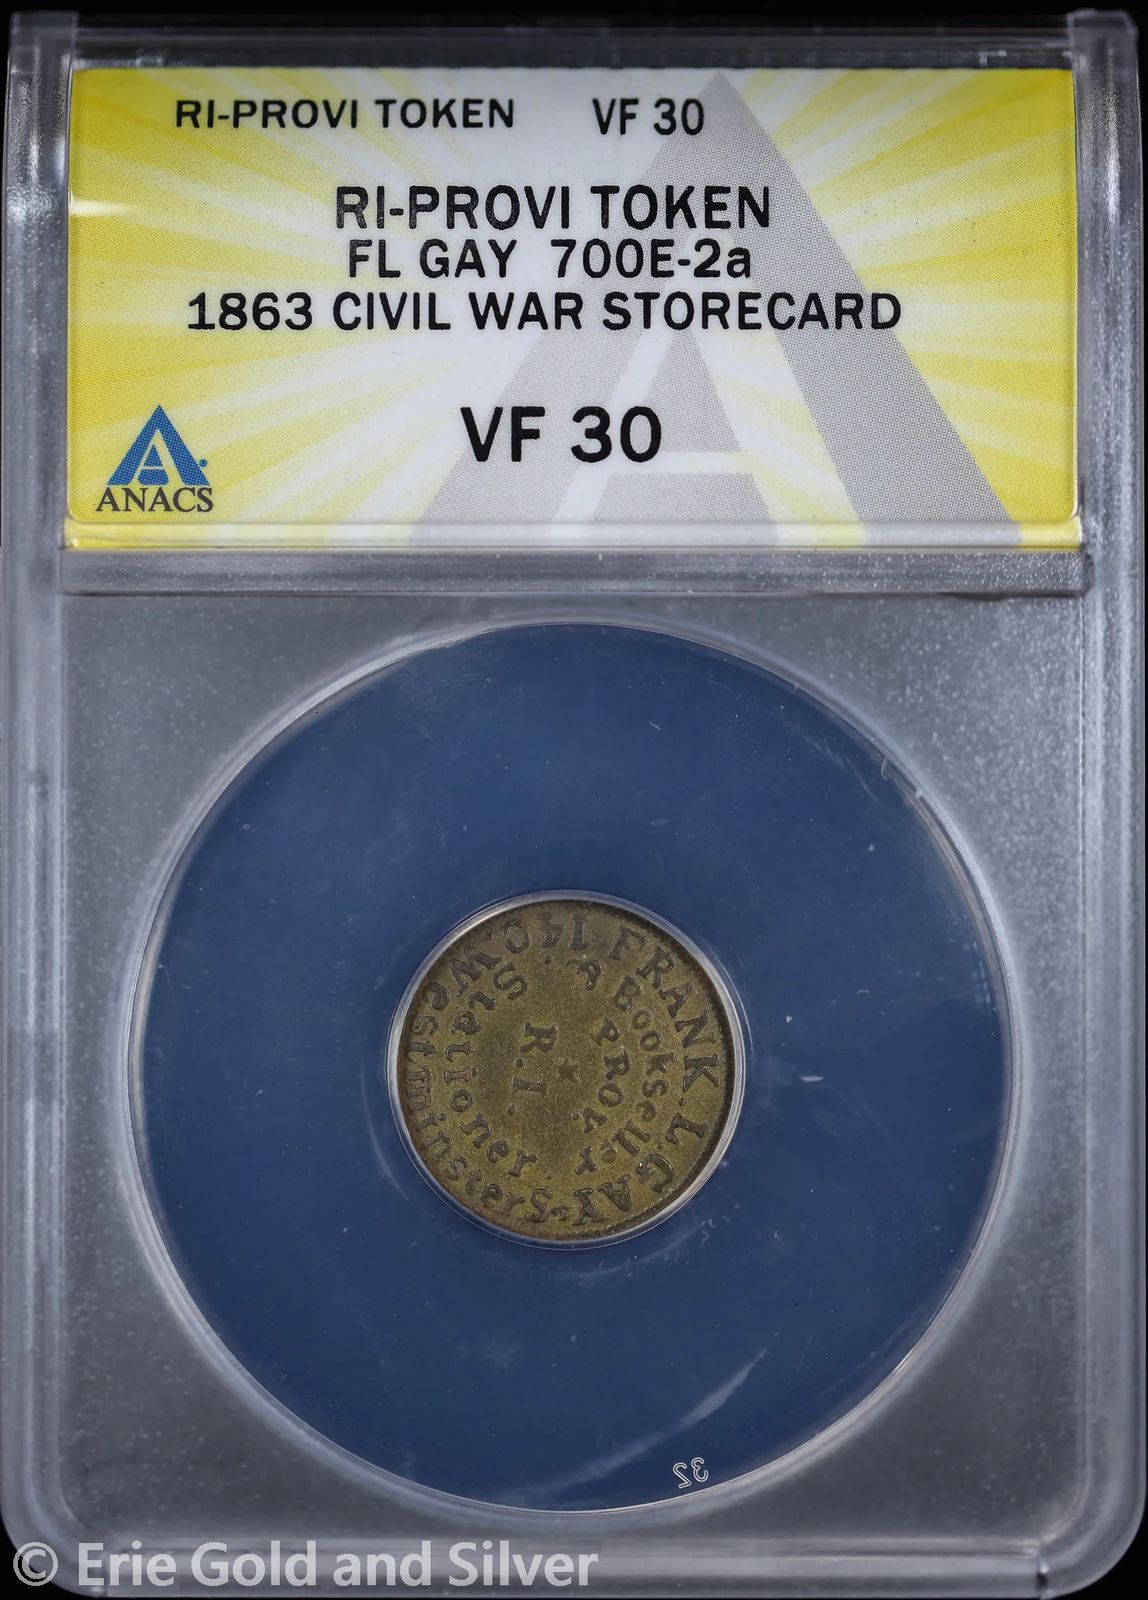 RI-PROVI TOKEN VF 30
RI-PROVI TOKEN
FL GAY 700E-2a
1863 CIVIL WAR STORECARD
VF 30
ANACS
FRANK. L. GAY
140 Westminster St
Bookseller
& Stationer
PROV.
R.I.
32
© Erie Gold and Silver